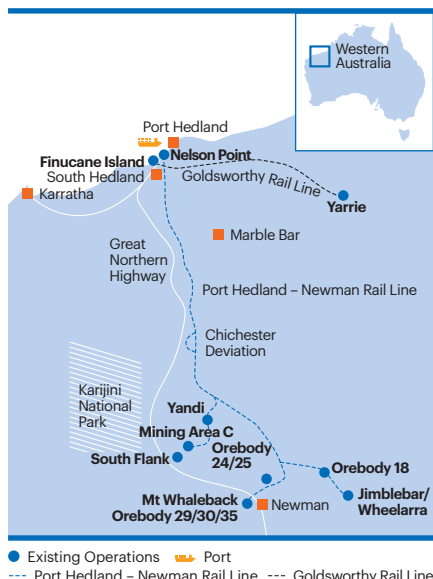 Western
Australia
Port Hedland
Nelson Point
Finucane Island
South Hedland
Goldsworthy Rail Line
Karratha
Yarrie
Marble Bar
Great
Northern
Highway
Port Hedland – Newman Rail Line
Chichester
Deviation
Karijini
National
Park
Yandi
Mining Area C
Orebody
24/25
South Flank
Orebody 18
Jimblebar/
Wheelarra
Mt Whaleback
Orebody 29/30/35
Newman
Existing Operations
Port
Port Hedland – Newman Rail Line
Goldsworthy Rail Line